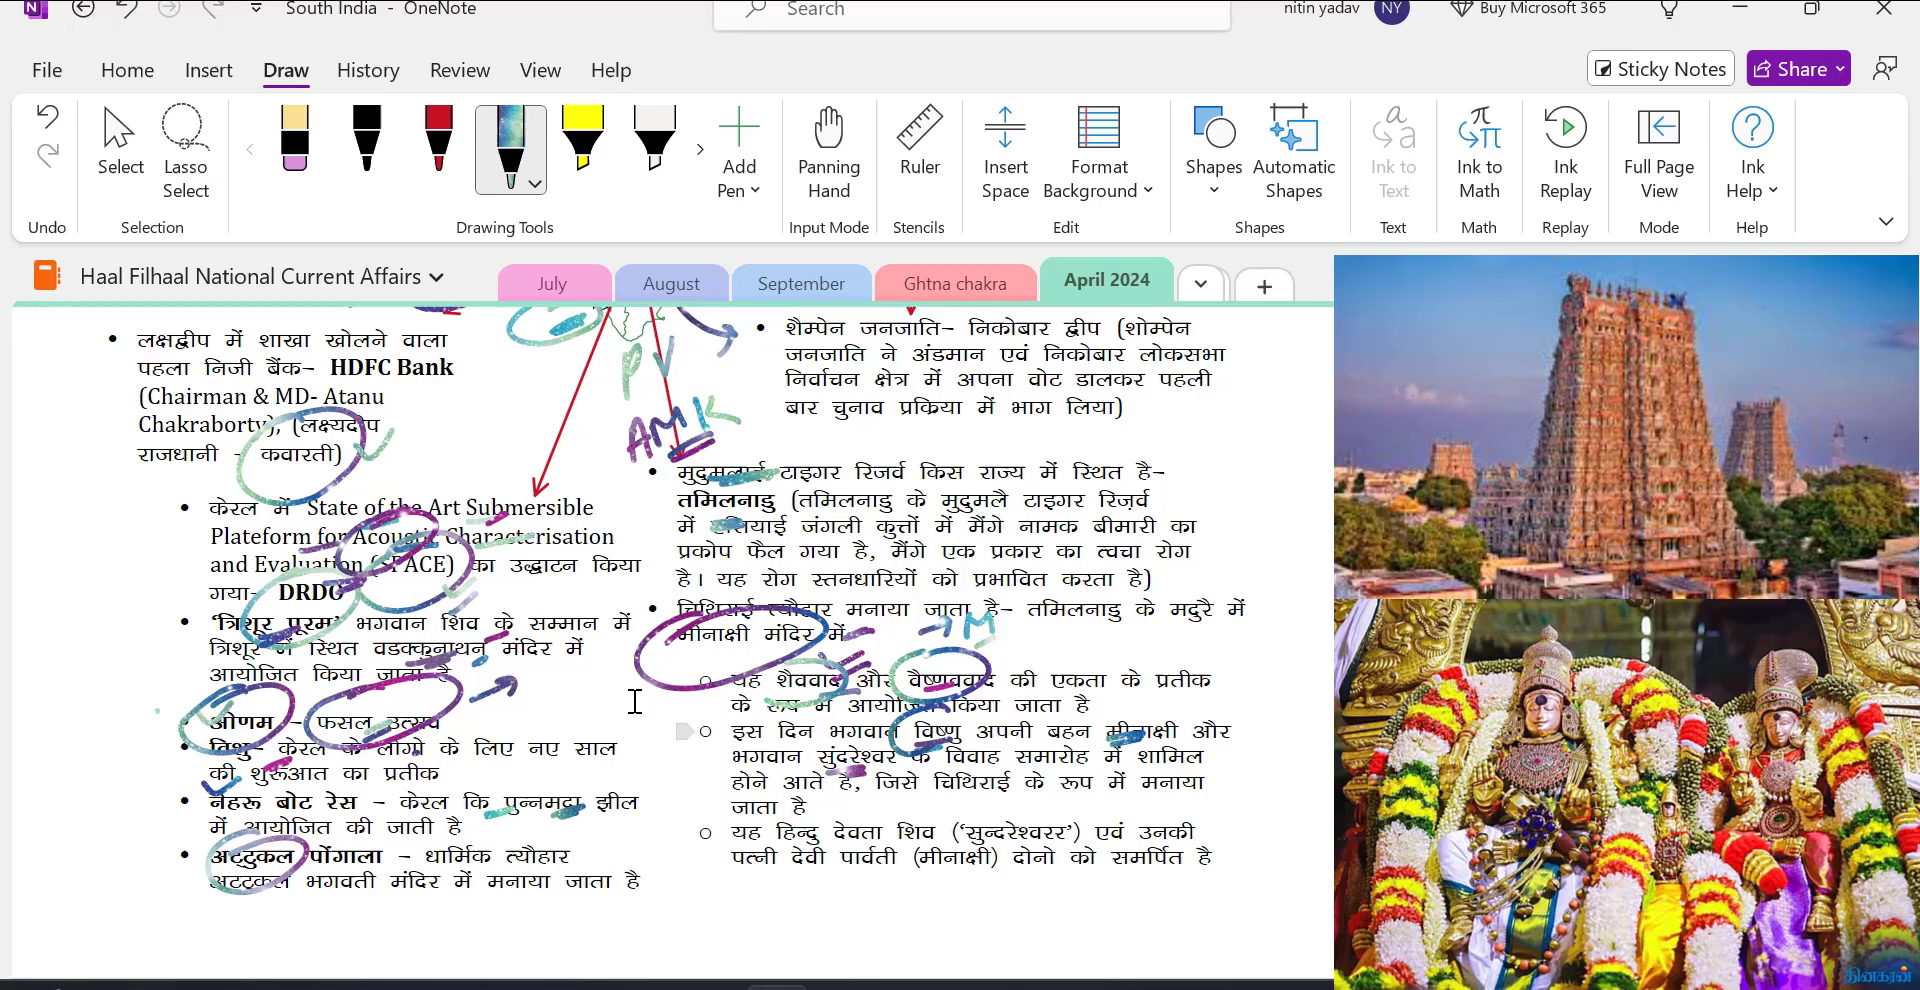 South India - OneNote
Search
nitin yadav
NY
Buy Microsoft 365
File Home Insert Draw History Review View Help
Sticky Notes
Share
Select
Lasso Select
Add Pen
Panning Hand
Ruler
Insert Space
Format Background
Shapes
Automatic Shapes
Ink to Text
Ink to Math
Ink Replay
Full Page View
Ink Help
Undo
Selection
Drawing Tools
Input Mode
Stencils
Edit
Shapes
Text
Math
Replay
Mode
Help
Haal Filhaal National Current Affairs
July
August
September
Ghtna chakra
April 2024
लक्षद्वीप में शाखा खोलने वाला
पहला निजी बैंक- HDFC Bank
(Chairman & MD- Atanu
Chakraborty), (लक्ष्यदीप
राजधानी - कवारती)
केरल में State of the Art Submersible
Plateform for Acoustic Characterisation
and Evaluation (SPACE) का उद्घाटन किया
गया- DRDO
'त्रिशूर पूरम' भगवान शिव के सम्मान में
त्रिशूर में स्थित वडक्कुनाथन मंदिर में
आयोजित किया जाता है
ओणम - फसल उत्सव
विशु- केरल के लोगो के लिए नए साल
की शुरूआत का प्रतीक
नेहरू बोट रेस - केरल कि पुन्नमदा झील
में आयोजित की जाती है
अट्टुकल पोंगाला - धार्मिक त्यौहार
अटटुकल भगवती मंदिर में मनाया जाता है
PV
AMK
शैम्पेन जनजाति- निकोबार द्वीप (शोम्पेन
जनजाति ने अंडमान एवं निकोबार लोकसभा
निर्वाचन क्षेत्र में अपना वोट डालकर पहली
बार चुनाव प्रक्रिया में भाग लिया)
मुदुमलाई टाइगर रिजर्व किस राज्य में स्थित है-
तमिलनाडु (तमिलनाडु के मुदुमलै टाइगर रिज़र्व
में एशियाई जंगली कुत्तों में मैंगे नामक बीमारी का
प्रकोप फैल गया है, मैंगे एक प्रकार का त्वचा रोग
है। यह रोग स्तनधारियों को प्रभावित करता है)
चिथिराई त्यौहार मनाया जाता है- तमिलनाडु के मदुरै में
मीनाक्षी मंदिर में
M
यह शैववाद और वैष्णववाद की एकता के प्रतीक
के रूप में आयोजित किया जाता है
इस दिन भगवान विष्णु अपनी बहन मीनाक्षी और
भगवान सुंदरेश्वर के विवाह समारोह में शामिल
होने आते है, जिसे चिथिराई के रूप में मनाया
जाता है
यह हिन्दु देवता शिव ('सुन्दरेश्वरर') एवं उनकी
पत्नी देवी पार्वती (मीनाक्षी) दोनो को समर्पित है
தினகரன்